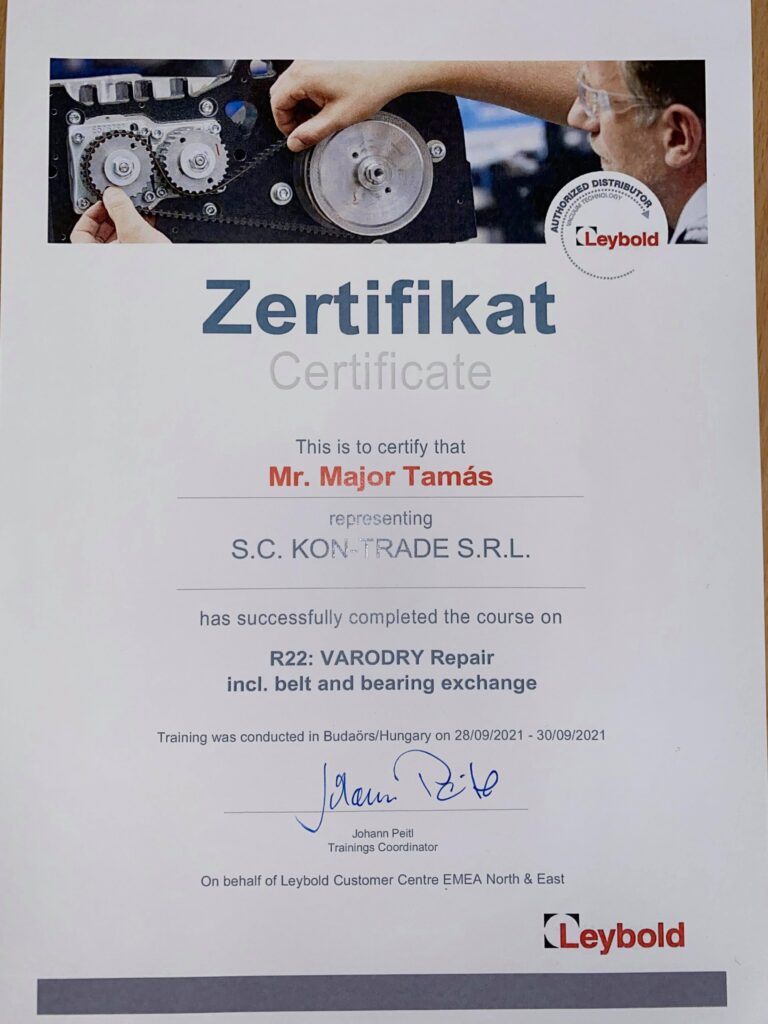 AUTHORIZED DISTRIBUTOR
VACUUM TECHNOLOGY
Leybold
Zertifikat
Certificate
This is to certify that
Mr. Major Tamás
representing
S.C. KON-TRADE S.R.L.
has successfully completed the course on
R22: VARODRY Repair
incl. belt and bearing exchange
Training was conducted in Budaörs/Hungary on 28/09/2021 - 30/09/2021
Johann Peitl
Johann Peitl
Trainings Coordinator
On behalf of Leybold Customer Centre EMEA North & East
Leybold